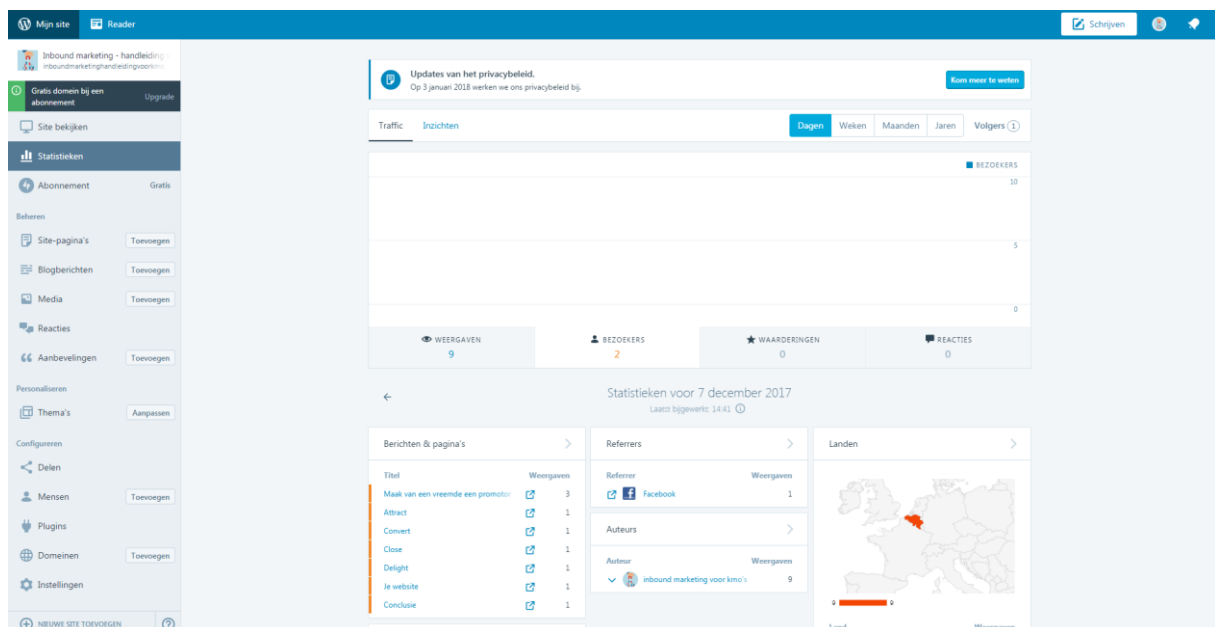 Mijn site
Reader
Schrijven
Inbound marketing - handleiding
inboundmarketinghandleidingvoorkmo
Gratis domein bij een
abonnement
Upgrade
Site bekijken
Statistieken
Abonnement
Gratis
Beheren
Site-pagina's
Toevoegen
Blogberichten
Toevoegen
Media
Toevoegen
Reacties
Aanbevelingen
Toevoegen
Personaliseren
Thema's
Aanpassen
Configureren
Delen
Mensen
Toevoegen
Plugins
Domeinen
Toevoegen
Instellingen
NIEUWE SITE TOEVOEGEN
Updates van het privacybeleid.
Op 3 januari 2018 werken we ons privacybeleid bij.
Kom meer te weten
Traffic
Inzichten
Dagen
Weken
Maanden
Jaren
Volgers 1
BEZOEKERS
10
5
0
WEERGAVEN
9
BEZOEKERS
2
WAARDERINGEN
0
REACTIES
0
Statistieken voor 7 december 2017
Laatst bijgewerkt: 14:41
Berichten & pagina's
Titel Weergaven
Maak van een vreemde een promotor 3
Attract 1
Convert 1
Close 1
Delight 1
Je website 1
Conclusie 1
Referrers
Referrer Weergaven
Facebook 1
Auteurs
Auteur Weergaven
inbound marketing voor kmo's 9
Landen
9 9
Land Weergaven